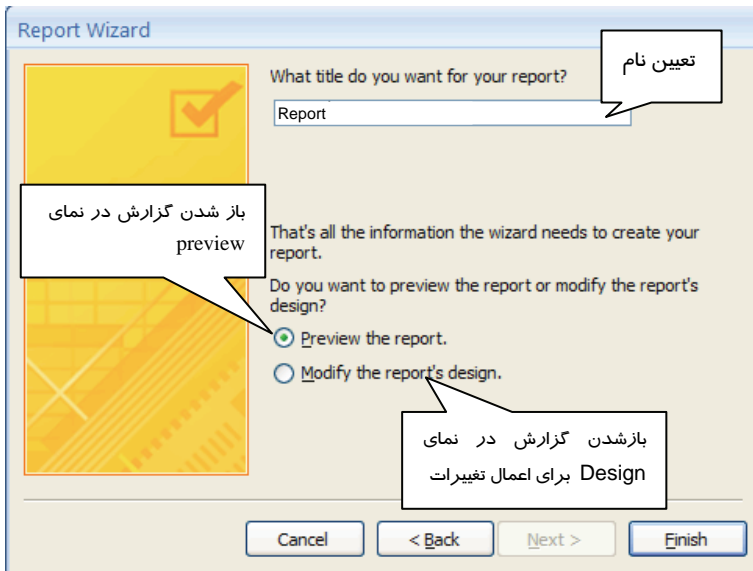 Report Wizard
What title do you want for your report?
تعیین نام
Report
باز شدن گزارش در نمای
preview
That's all the information the wizard needs to create your
report.
Do you want to preview the report or modify the report's
design?
Preview the report.
Modify the report's design.
بازشدن گزارش در نمای
Design برای اعمال تغییرات
Cancel
< Back
Next >
Finish